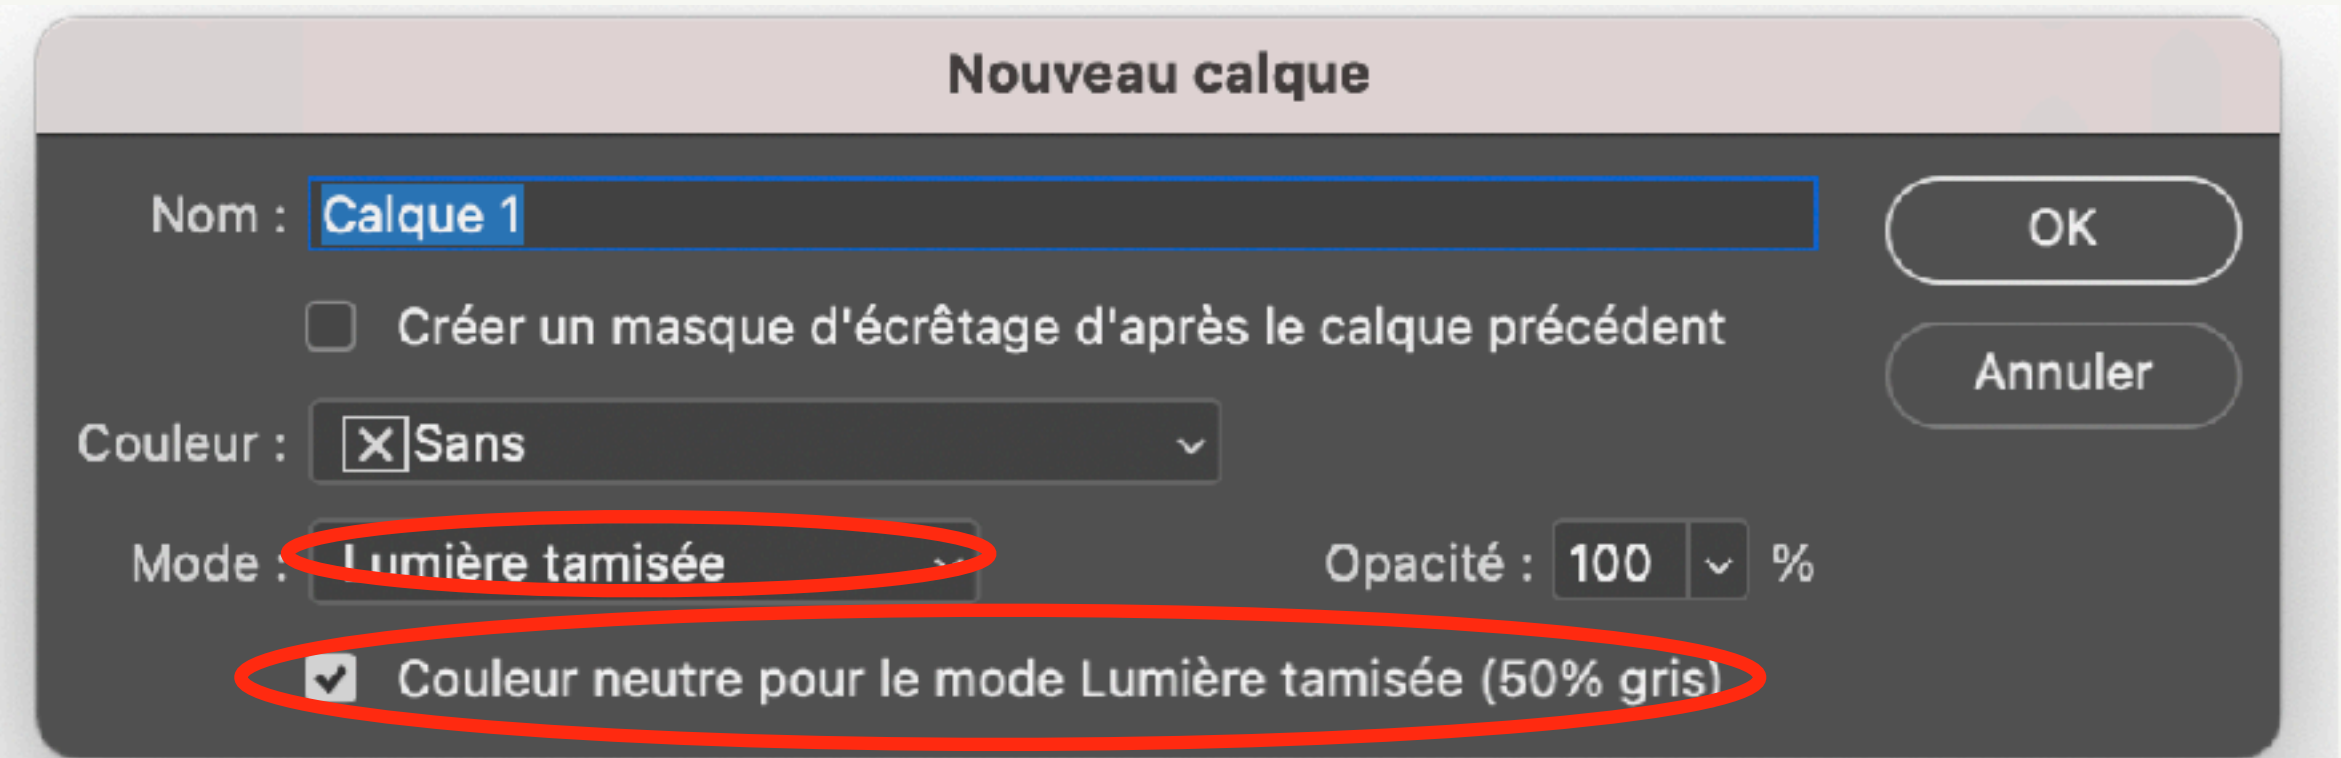 Nouveau calque
Nom : Calque 1
OK
Créer un masque d'écrêtage d'après le calque précédent
Annuler
Couleur : Sans
Mode : Lumière tamisée Opacité : 100 %
Couleur neutre pour le mode Lumière tamisée (50% gris)